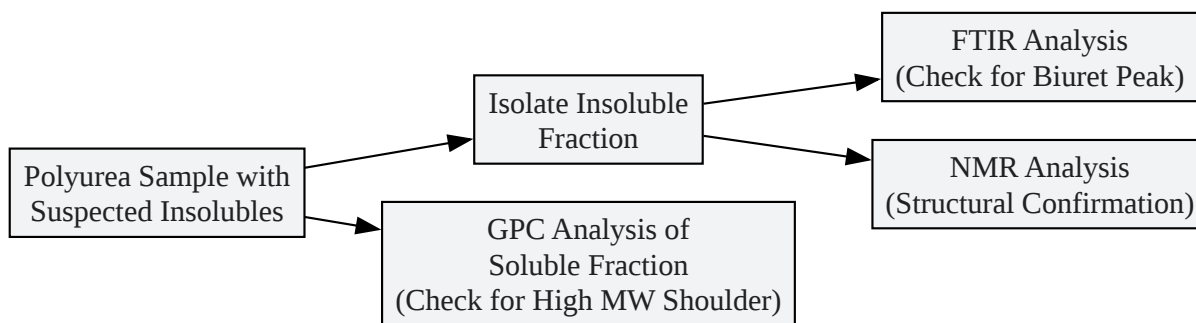 Polyurea Sample with
Suspected Insolubles
Isolate Insoluble
Fraction
GPC Analysis of
Soluble Fraction
(Check for High MW Shoulder)
FTIR Analysis
(Check for Biuret Peak)
NMR Analysis
(Structural Confirmation)